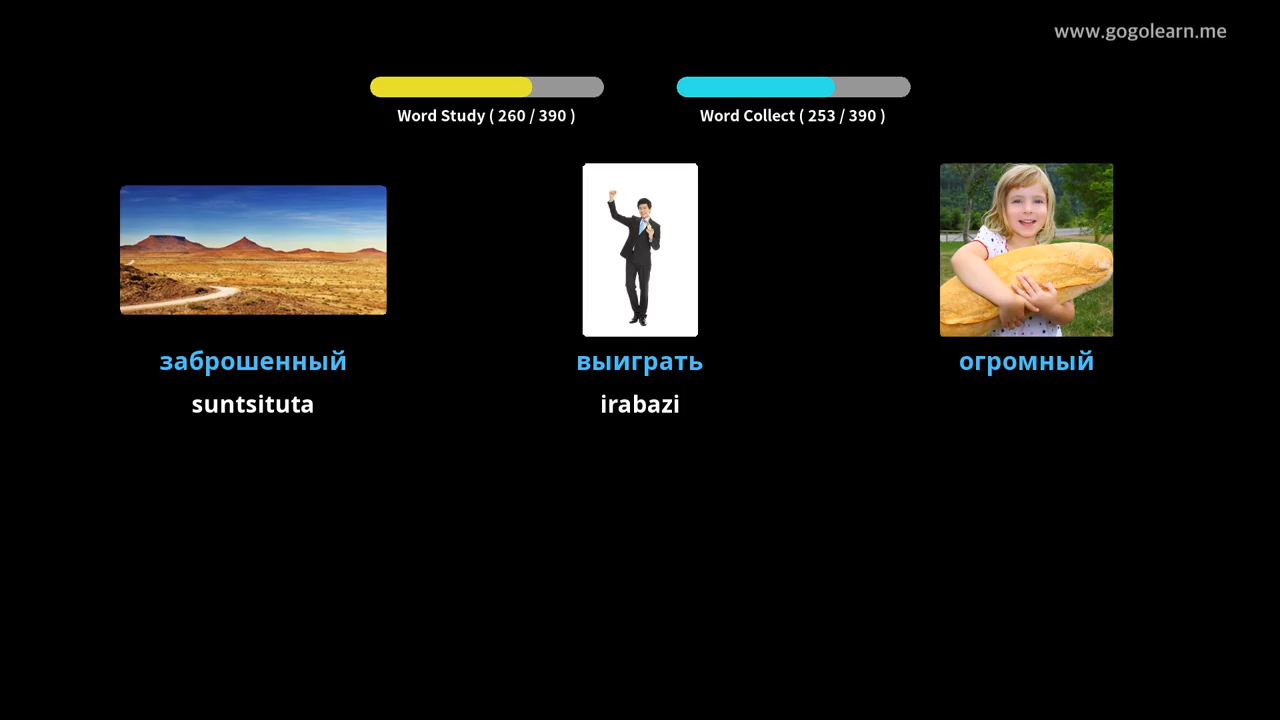 www.gogolearn.me
Word Study ( 260 / 390 )
Word Collect ( 253 / 390 )
заброшенный
выиграть
огромный
suntsituta
irabazi